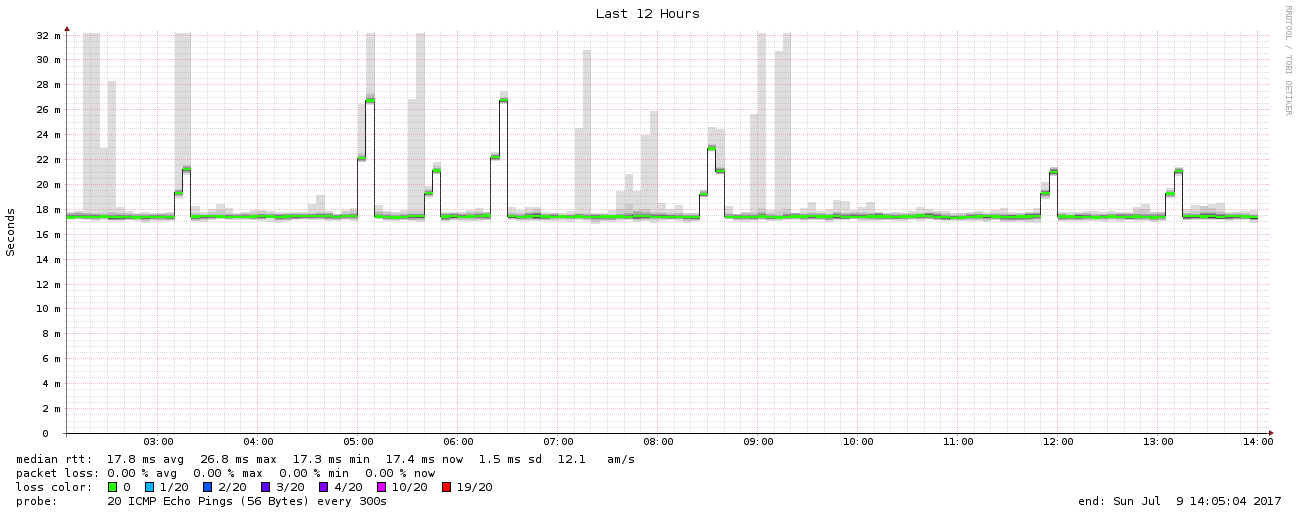 Last 12 Hours
RRDTOOL / TOBI OETIKER
32 m
30 m
28 m
26 m
24 m
22 m
20 m
18 m
16 m
14 m
12 m
10 m
8 m
6 m
4 m
2 m
0
Seconds
03:00 04:00 05:00 06:00 07:00 08:00 09:00 10:00 11:00 12:00 13:00 14:00
median rtt: 17.8 ms avg 26.8 ms max 17.3 ms min 17.4 ms now 1.5 ms sd 12.1 am/s
packet loss: 0.00 % avg 0.00 % max 0.00 % min 0.00 % now
loss color: 0 1/20 2/20 3/20 4/20 10/20 19/20
probe: 20 ICMP Echo Pings (56 Bytes) every 300s end: Sun Jul 9 14:05:04 2017